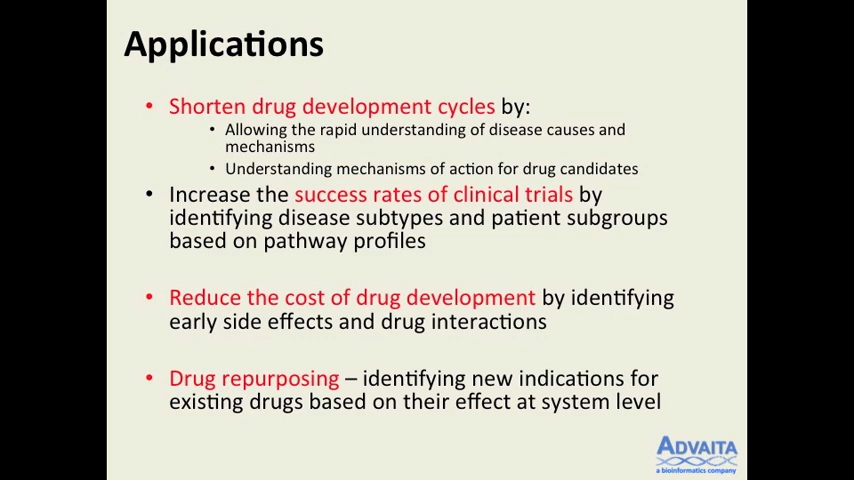 Applications
• Shorten drug development cycles by:
• Allowing the rapid understanding of disease causes and
mechanisms
• Understanding mechanisms of action for drug candidates
• Increase the success rates of clinical trials by
identifying disease subtypes and patient subgroups
based on pathway profiles
• Reduce the cost of drug development by identifying
early side effects and drug interactions
• Drug repurposing – identifying new indications for
existing drugs based on their effect at system level
ADVAITA
a bioinformatics company